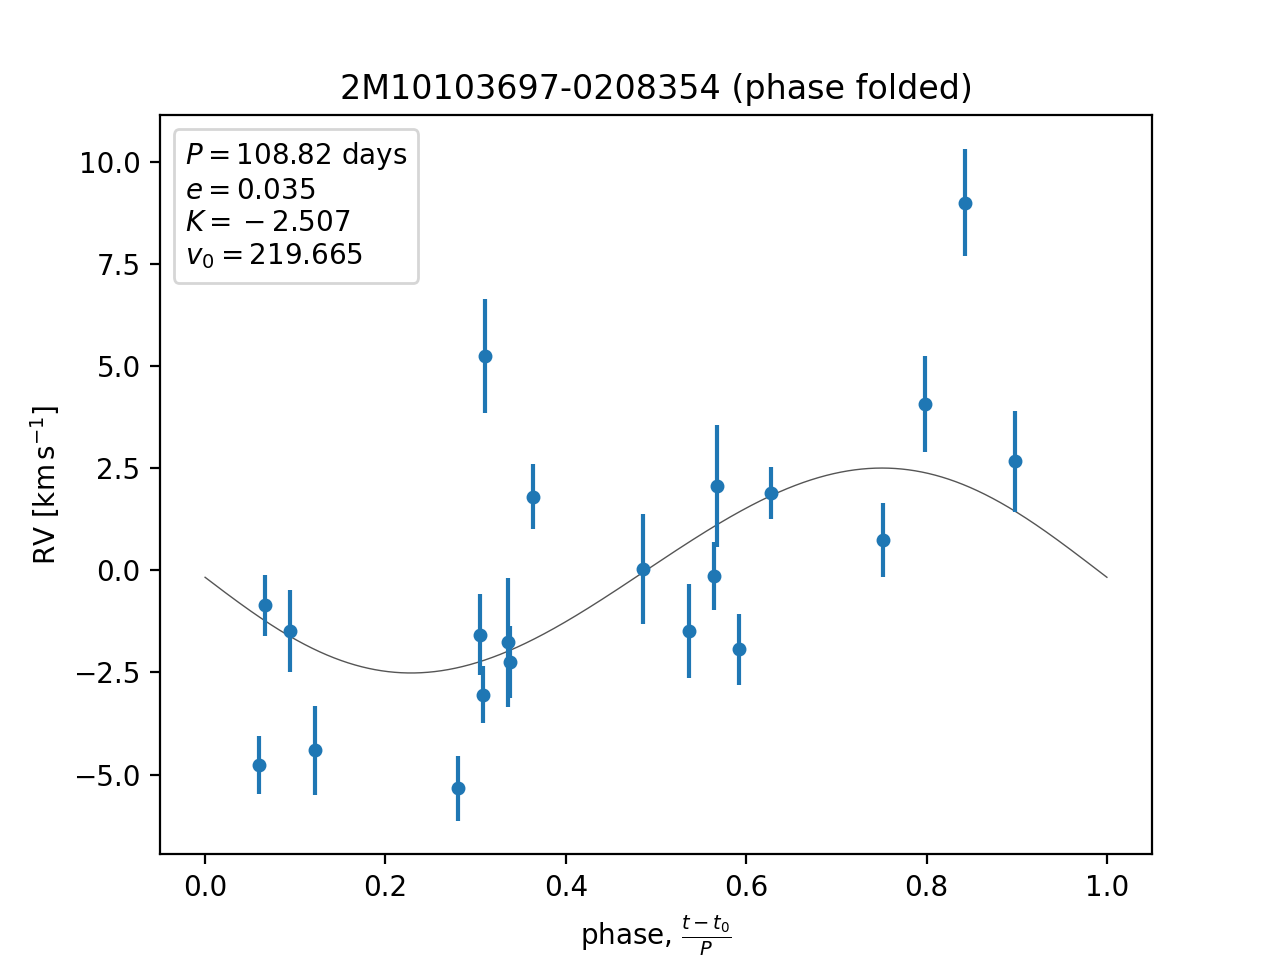 2M10103697-0208354 (phase folded)
P = 108.82 days
e = 0.035
K = −2.507
v₀ = 219.665
10.0
7.5
5.0
2.5
0.0
−2.5
−5.0
RV [km s⁻¹]
0.0 0.2 0.4 0.6 0.8 1.0
phase, (t − t₀)/P